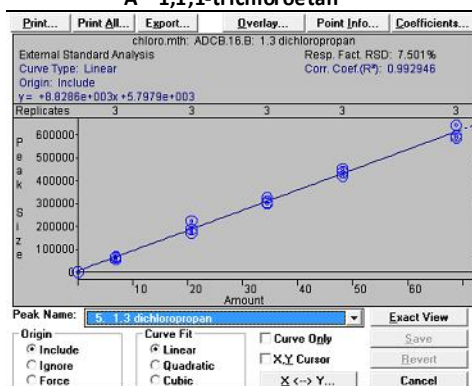 A – 1,1,1-trichloroetan
Print... Print All... Export... Overlay... Point Info... Coefficients...
chloro.mth: ADCB.16.B: 1.3 dichloropropan
External Standard Analysis Resp. Fact. RSD: 7.501%
Curve Type: Linear Corr. Coef.(R²): 0.992946
Origin: Include
y= +8.8286e+003x +5.7979e+003
Replicates 3 3 3 3 3
Peak Size
600000
500000
400000
300000
200000
100000
0
10 20 30 40 50 60
Amount
Peak Name: 5. 1.3 dichloropropan Exact View
Origin Curve Fit Curve Only Save
Include Linear X,Y Cursor Revert
Ignore Quadratic
Force Cubic X <--> Y... Cancel